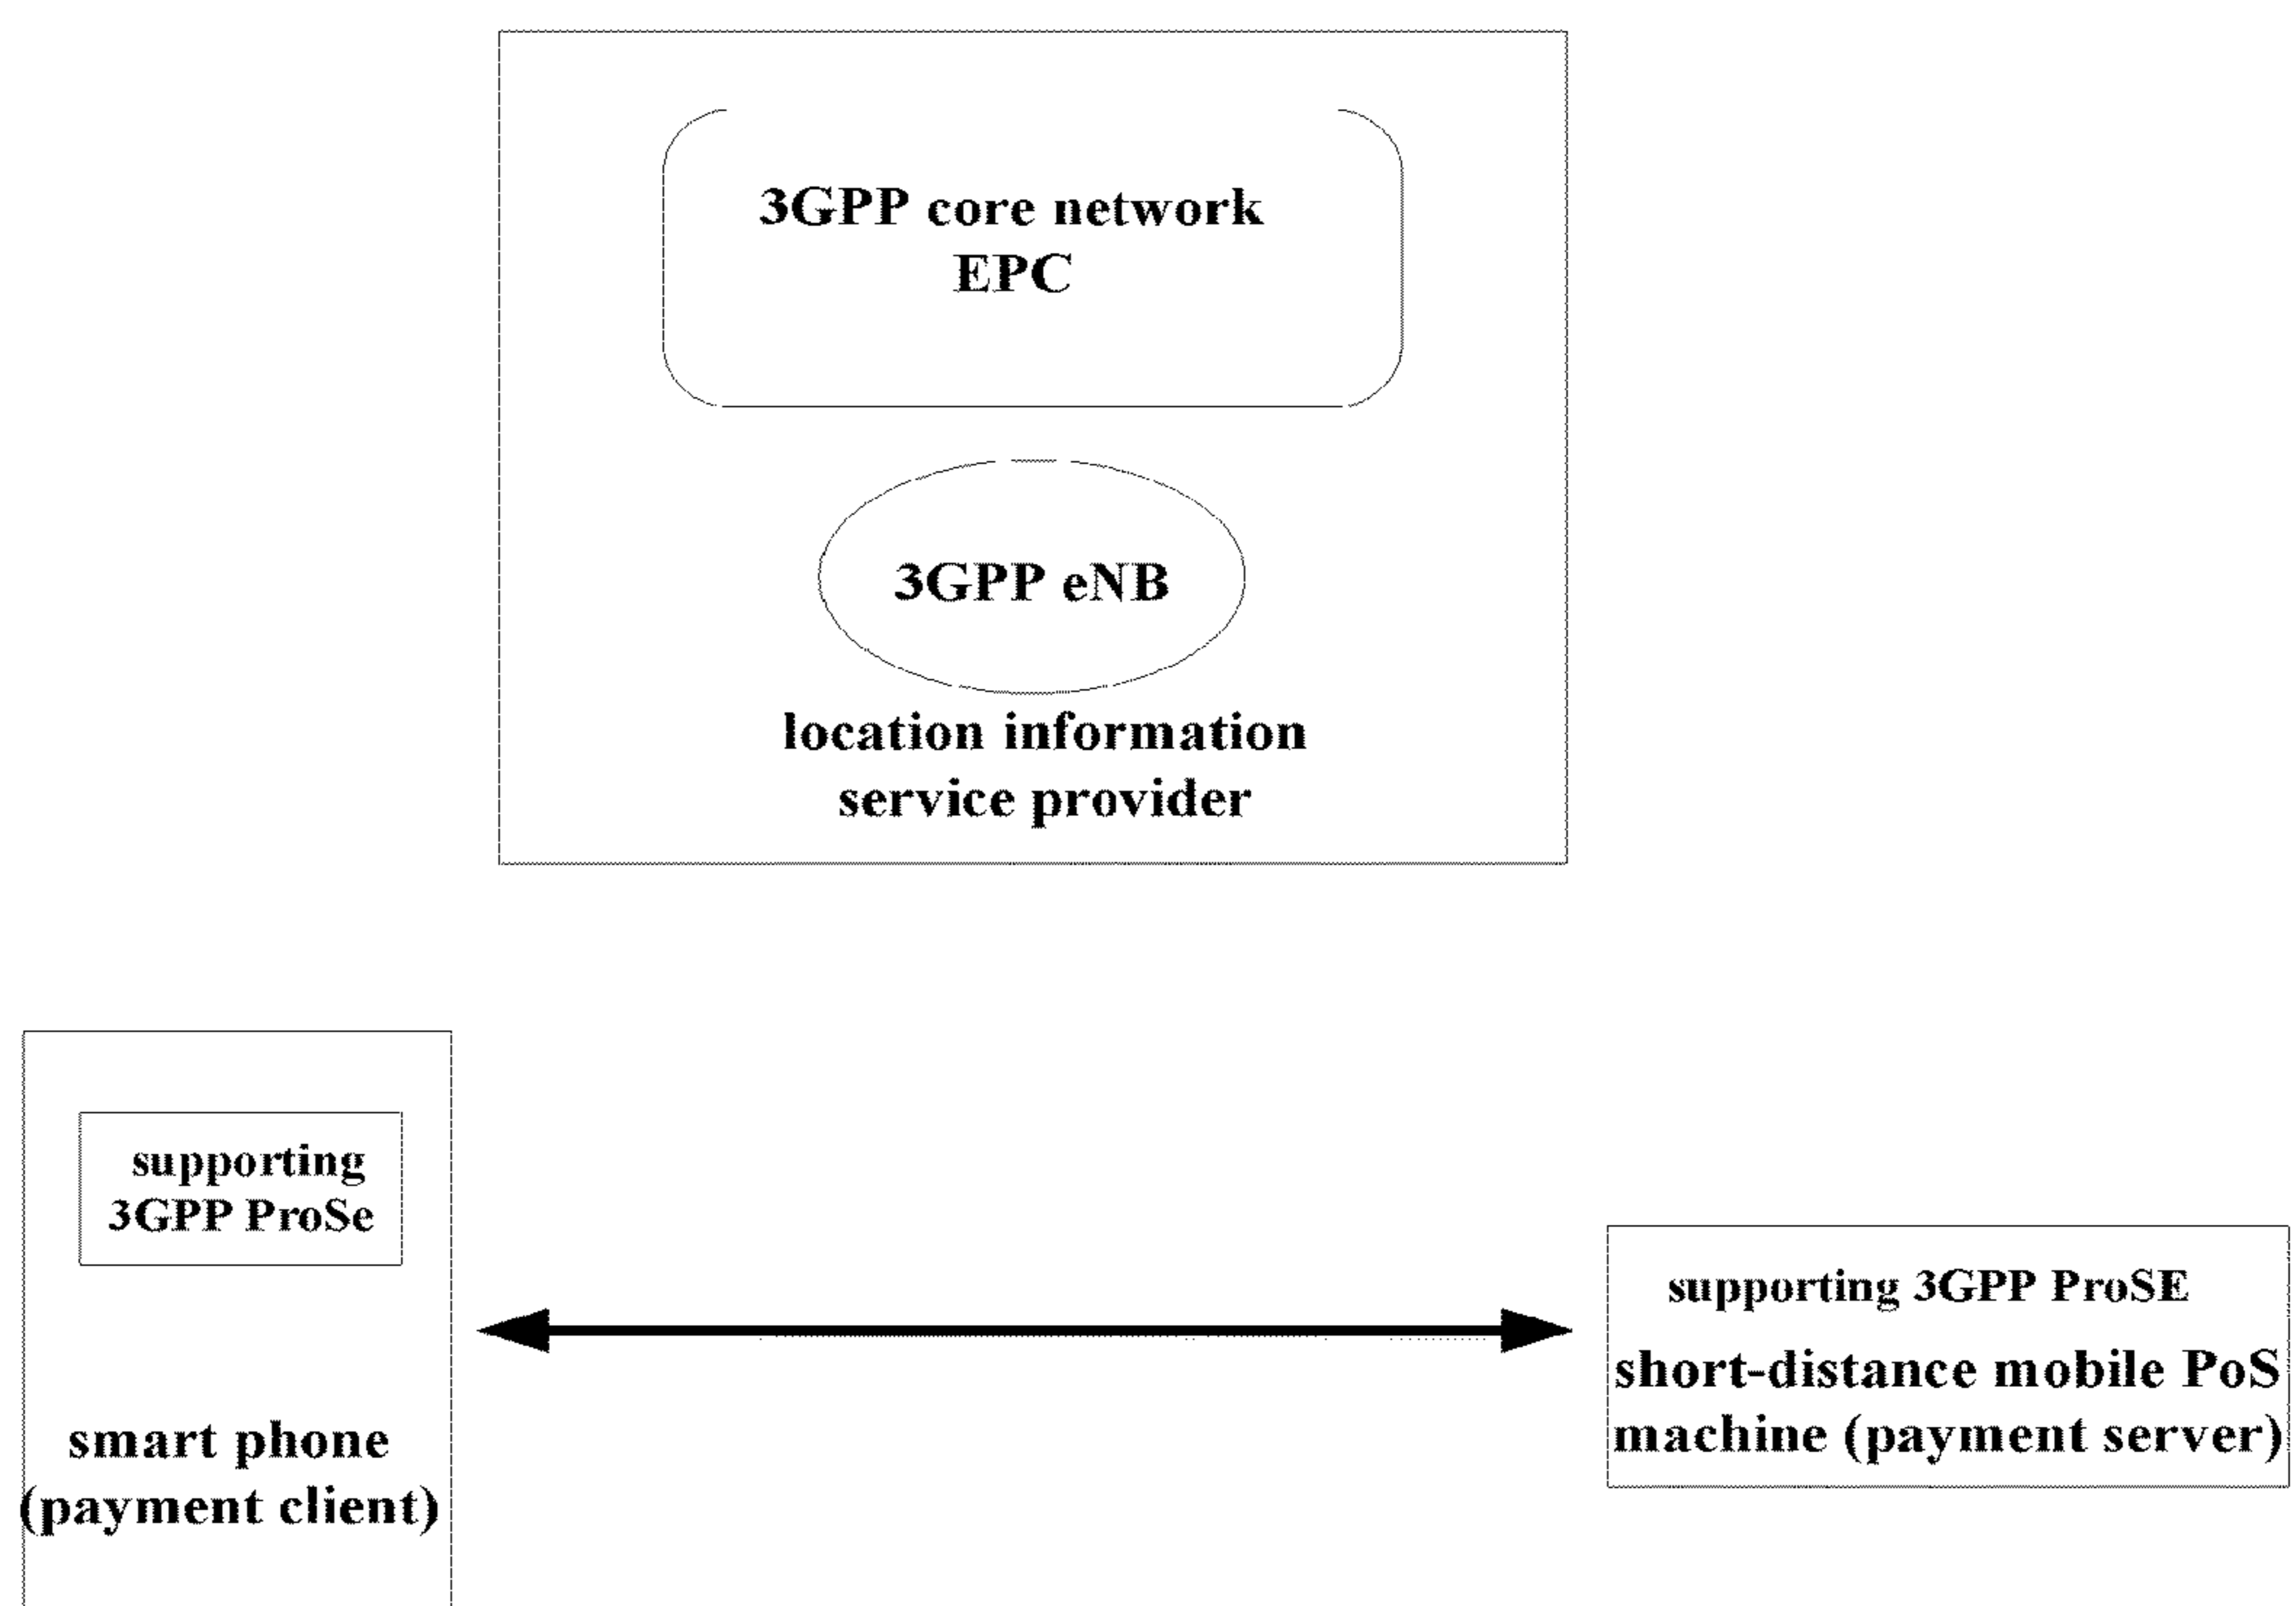 3GPP core network
EPC
3GPP eNB
location information
service provider
supporting
3GPP ProSe
smart phone
(payment client)
supporting 3GPP ProSE
short-distance mobile PoS
machine (payment server)